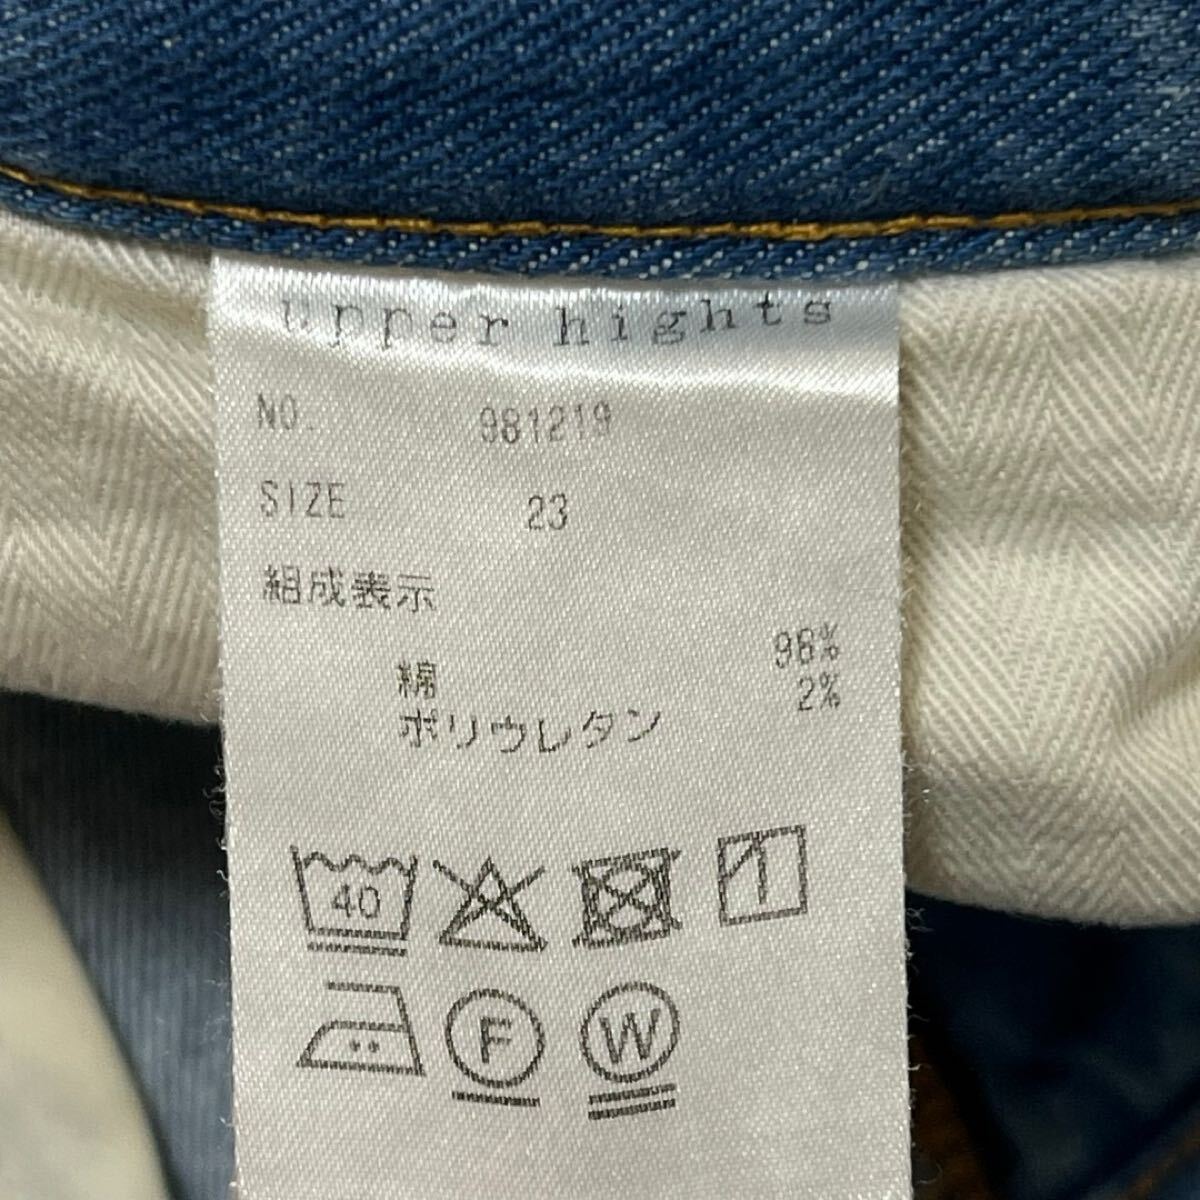 upper hights
NO. 981219
SIZE 23
組成表示
綿 98%
ポリウレタン 2%
40
F
W